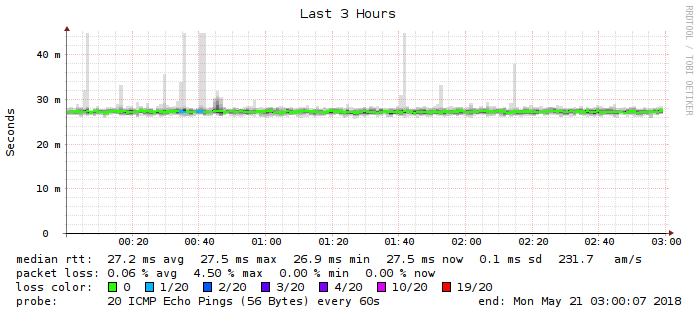 Last 3 Hours
RRDTOOL / TOBI OETIKER
Seconds
40 m
30 m
20 m
10 m
0
00:20 00:40 01:00 01:20 01:40 02:00 02:20 02:40 03:00
median rtt: 27.2 ms avg 27.5 ms max 26.9 ms min 27.5 ms now 0.1 ms sd 231.7 am/s
packet loss: 0.06 % avg 4.50 % max 0.00 % min 0.00 % now
loss color: 0 1/20 2/20 3/20 4/20 10/20 19/20
probe: 20 ICMP Echo Pings (56 Bytes) every 60s end: Mon May 21 03:00:07 2018